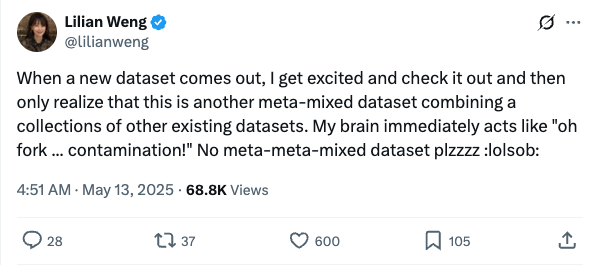 Lilian Weng
@lilianweng
When a new dataset comes out, I get excited and check it out and then
only realize that this is another meta-mixed dataset combining a
collections of other existing datasets. My brain immediately acts like "oh
fork ... contamination!" No meta-meta-mixed dataset plzzzz :lolsob:
4:51 AM · May 13, 2025 · 68.8K Views
28 37 600 105